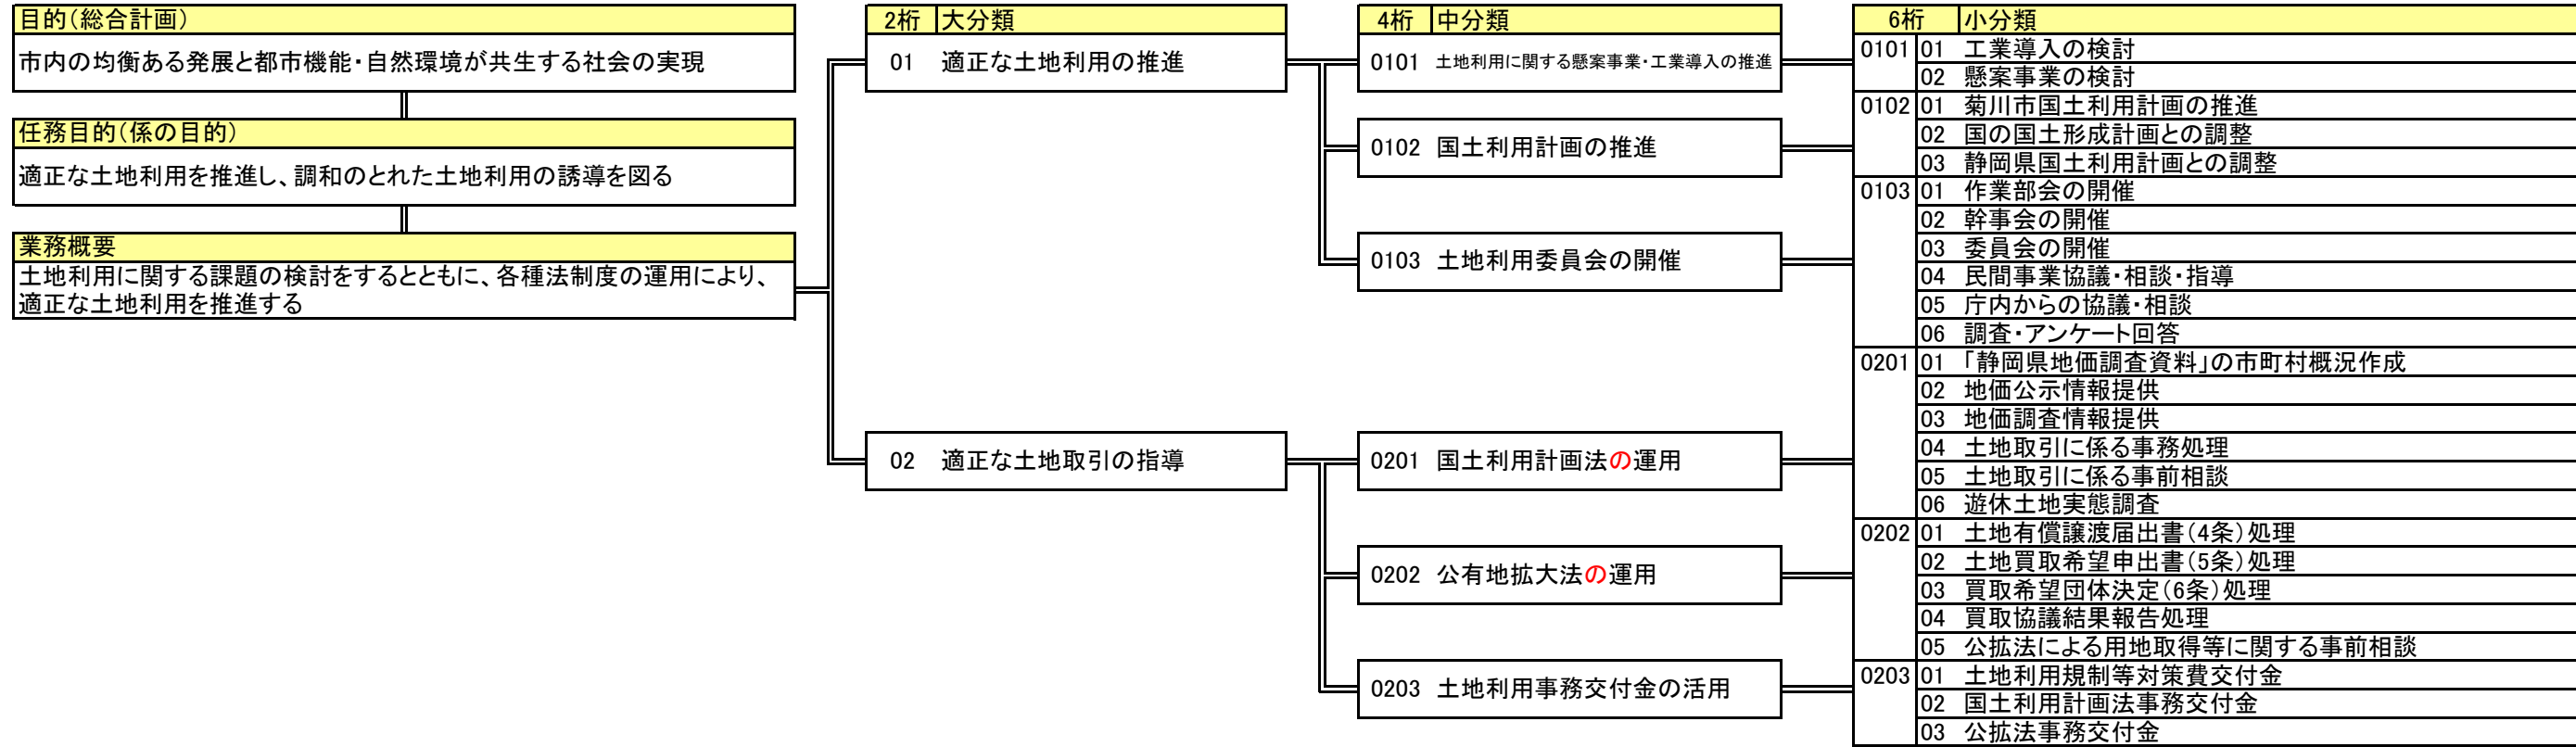 目的(総合計画)
市内の均衡ある発展と都市機能・自然環境が共生する社会の実現
任務目的(係の目的)
適正な土地利用を推進し、調和のとれた土地利用の誘導を図る
業務概要
土地利用に関する課題の検討をするとともに、各種法制度の運用により、
適正な土地利用を推進する
2桁 大分類
01 適正な土地利用の推進
02 適正な土地取引の指導
4桁 中分類
0101 土地利用に関する懸案事業・工業導入の推進
0102 国土利用計画の推進
0103 土地利用委員会の開催
0201 国土利用計画法の運用
0202 公有地拡大法の運用
0203 土地利用事務交付金の活用
6桁 小分類
0101 01 工業導入の検討
02 懸案事業の検討
0102 01 菊川市国土利用計画の推進
02 国の国土形成計画との調整
03 静岡県国土利用計画との調整
0103 01 作業部会の開催
02 幹事会の開催
03 委員会の開催
04 民間事業協議・相談・指導
05 庁内からの協議・相談
06 調査・アンケート回答
0201 01 「静岡県地価調査資料」の市町村概況作成
02 地価公示情報提供
03 地価調査情報提供
04 土地取引に係る事務処理
05 土地取引に係る事前相談
06 遊休土地実態調査
0202 01 土地有償譲渡届出書(4条)処理
02 土地買取希望申出書(5条)処理
03 買取希望団体決定(6条)処理
04 買取協議結果報告処理
05 公拡法による用地取得等に関する事前相談
0203 01 土地利用規制等対策費交付金
02 国土利用計画法事務交付金
03 公拡法事務交付金